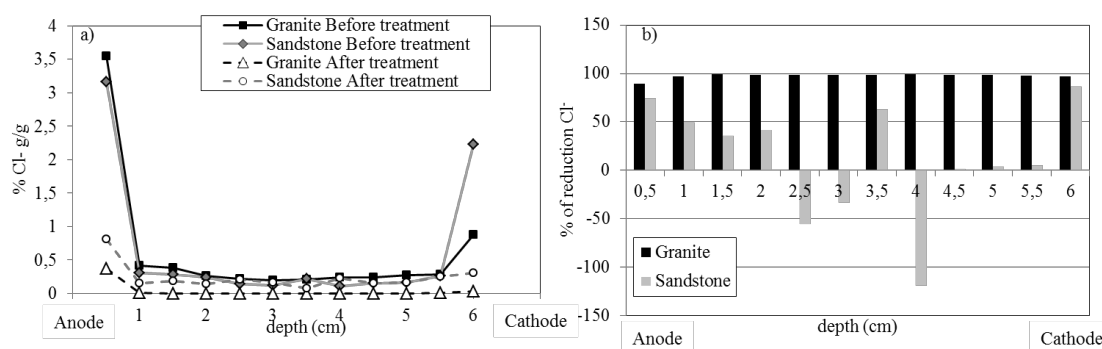 a)
Granite Before treatment
Sandstone Before treatment
Granite After treatment
Sandstone After treatment
4
3,5
3
2,5
2
1,5
1
0,5
0
% Cl- g/g
1 2 3 4 5 6
Anode
depth (cm)
Cathode
b)
150
100
50
0
-50
-100
-150
% of reduction Cl-
0,5 1 1,5 2 2,5 3 3,5 4 4,5 5 5,5 6
Granite
Sandstone
depth (cm)
Anode
Cathode